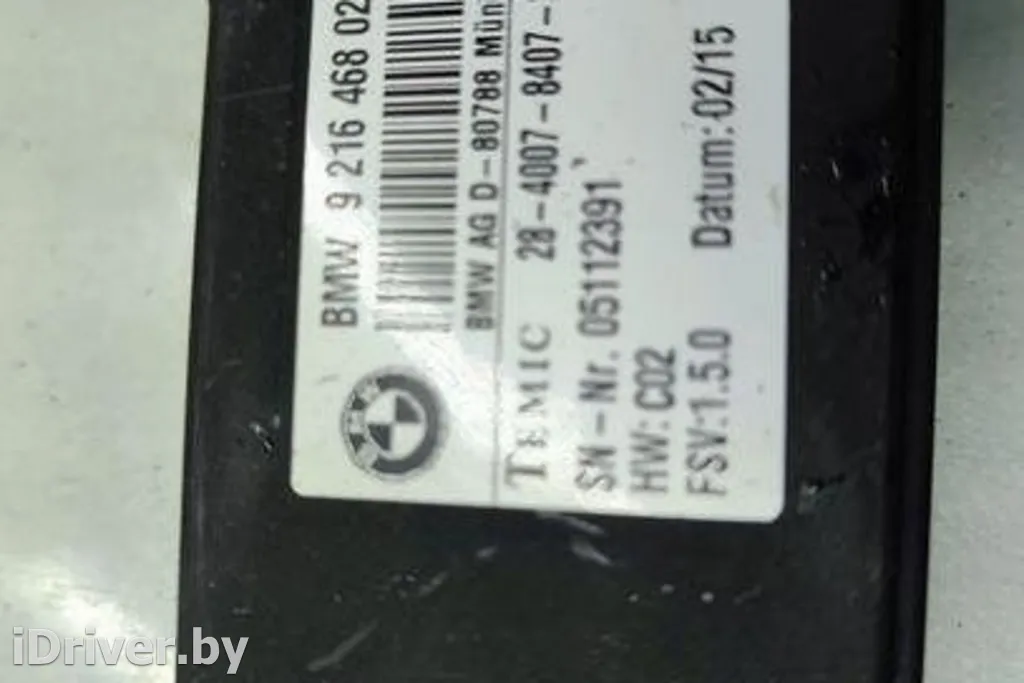 BMW 9 216 468 02
BMW AG D-80788 Mün
TEMIC 28-4007-8407-
SN-Nr. 051112391
HW: C02
FSV:1.5.0 Datum:02/15
iDriver.by